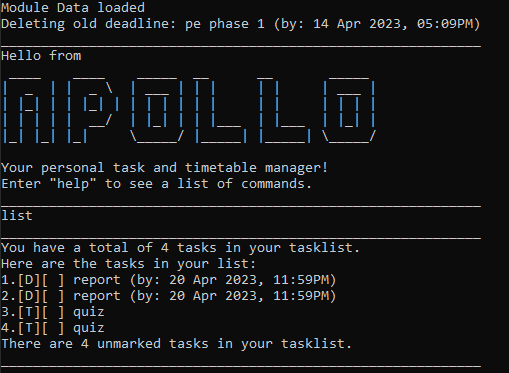 Module Data loaded
Deleting old deadline: pe phase 1 (by: 14 Apr 2023, 05:09PM)
Hello from
APOLLO
Your personal task and timetable manager!
Enter "help" to see a list of commands.
list
You have a total of 4 tasks in your tasklist.
Here are the tasks in your list:
1.[D][ ] report (by: 20 Apr 2023, 11:59PM)
2.[D][ ] report (by: 20 Apr 2023, 11:59PM)
3.[T][ ] quiz
4.[T][ ] quiz
There are 4 unmarked tasks in your tasklist.